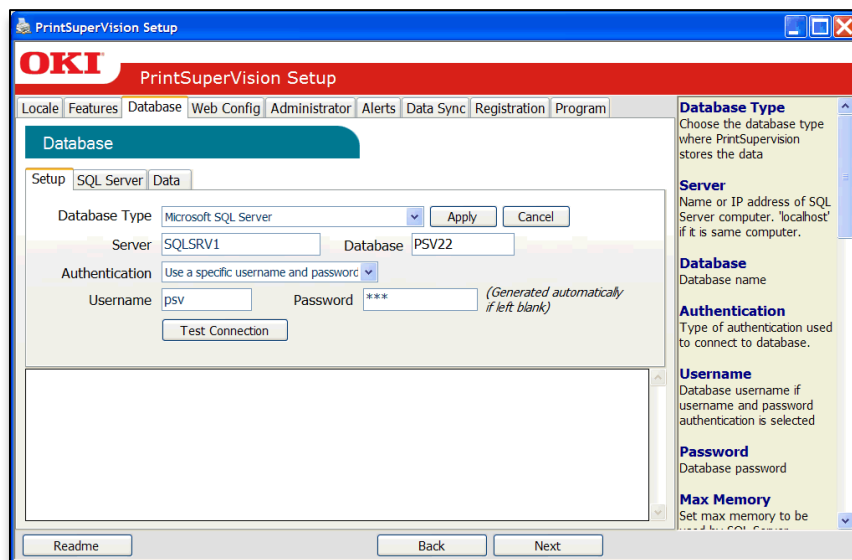 PrintSuperVision Setup
OKI
PrintSuperVision Setup
Locale Features Database Web Config Administrator Alerts Data Sync Registration Program
Database
Setup SQL Server Data
Database Type Microsoft SQL Server Apply Cancel
Server SQLSRV1 Database PSV22
Authentication Use a specific username and password
Username psv Password *** (Generated automatically
if left blank)
Test Connection
Database Type
Choose the database type
where PrintSupervision
stores the data
Server
Name or IP address of SQL
Server computer. 'localhost'
if it is same computer.
Database
Database name
Authentication
Type of authentication used
to connect to database.
Username
Database username if
username and password
authentication is selected
Password
Database password
Max Memory
Set max memory to be
used by SQL Server
Readme Back Next